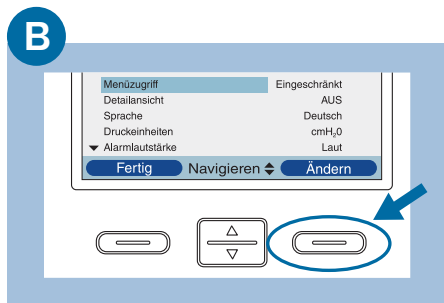 B
Menüzugriff Eingeschränkt
Detailansicht AUS
Sprache Deutsch
Druckeinheiten cmH₂0
Alarmlautstärke Laut
Fertig Navigieren Ändern